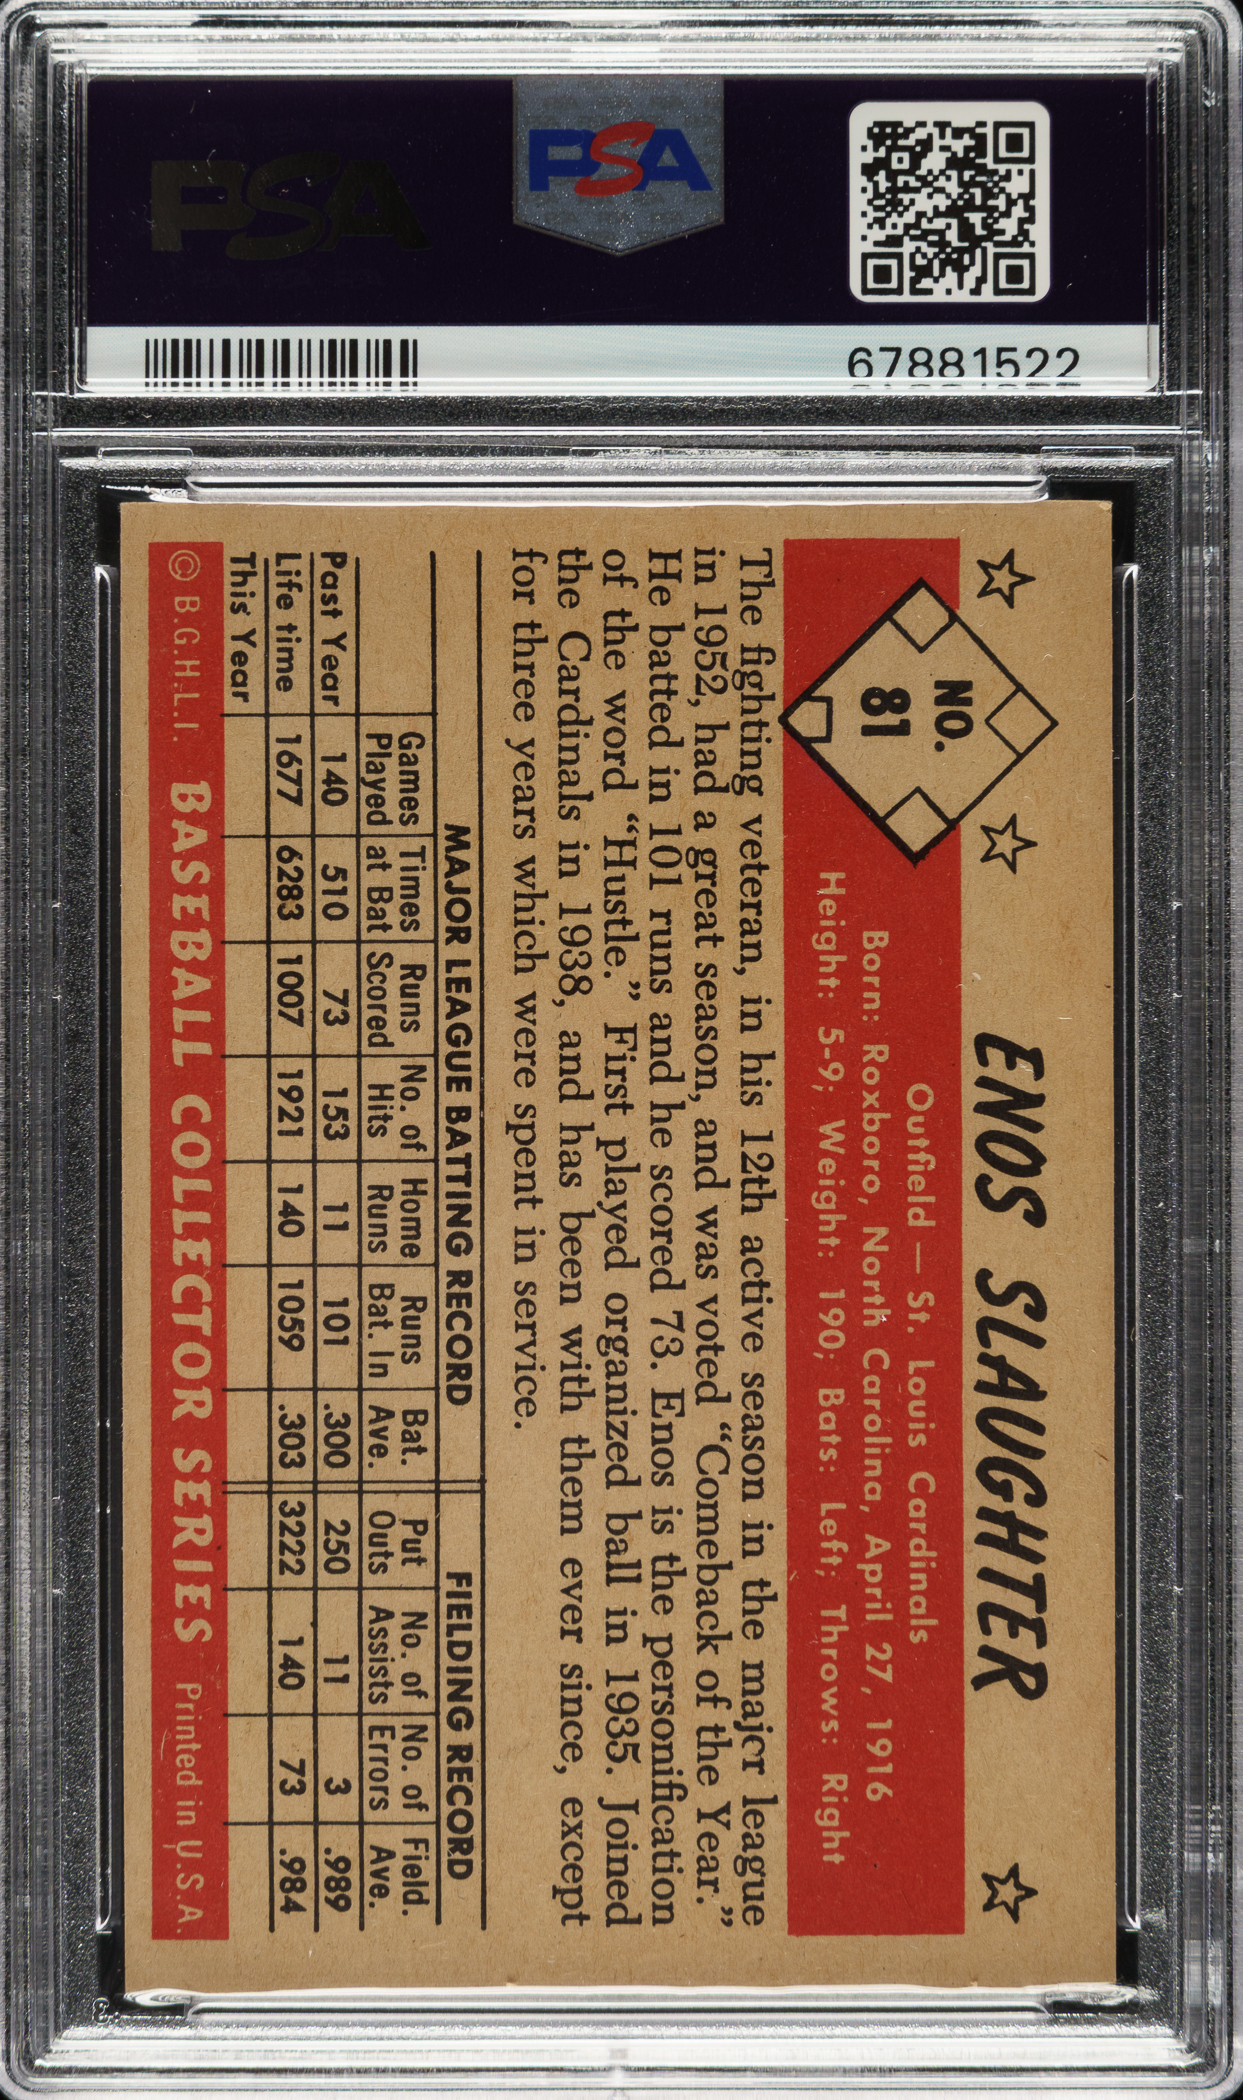 PSA
PSA
67881522
ENOS SLAUGHTER
NO.
81
Outfield — St. Louis Cardinals
Born: Roxboro, North Carolina, April 27, 1916
Height: 5-9; Weight: 190; Bats: Left; Throws: Right
The fighting veteran, in his 12th active season in the major league
in 1952, had a great season, and was voted “Comeback of the Year.”
He batted in 101 runs and he scored 73. Enos is the personification
of the word “Hustle.” First played organized ball in 1935. Joined
the Cardinals in 1938, and has been with them ever since, except
for three years which were spent in service.
MAJOR LEAGUE BATTING RECORD FIELDING RECORD
Games Times Runs No. of Home Runs Bat. Put No. of No. of Field.
Played at Bat Scored Hits Runs Bat. In Ave. Outs Assists Errors Ave.
Past Year 140 510 73 153 11 101 .300 250 11 3 .989
Life time 1677 6283 1007 1921 140 1059 .303 3222 140 73 .984
This Year
© B.G.H.L.I. BASEBALL COLLECTOR SERIES Printed in U.S.A.